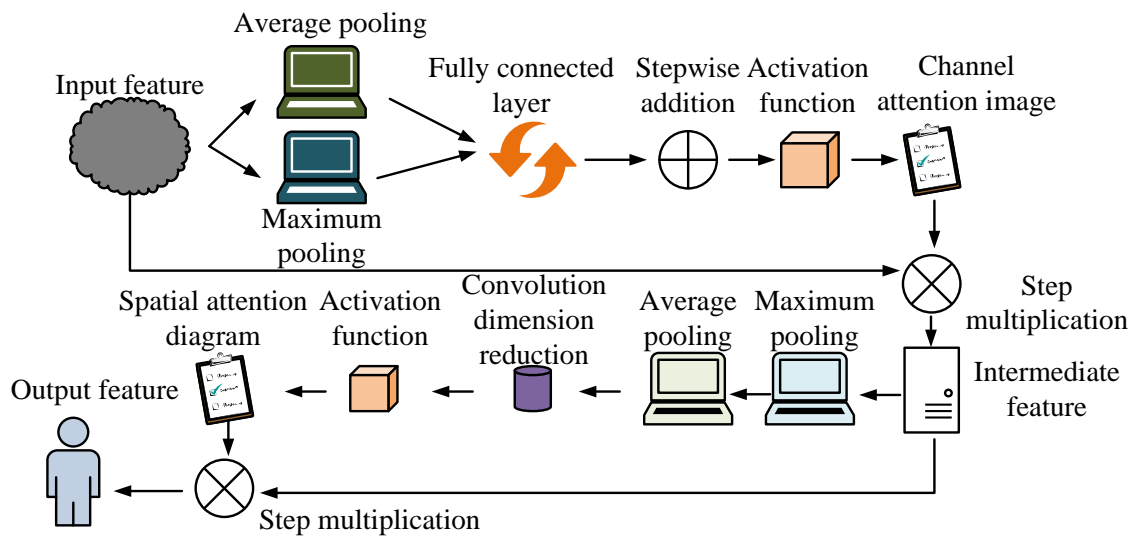 Average pooling
Input feature
Maximum
pooling
Fully connected
layer
Stepwise
addition
Activation
function
Channel
attention image
Step
multiplication
Intermediate
feature
Maximum
pooling
Average
pooling
Convolution
dimension
reduction
Activation
function
Spatial attention
diagram
Output feature
Step multiplication